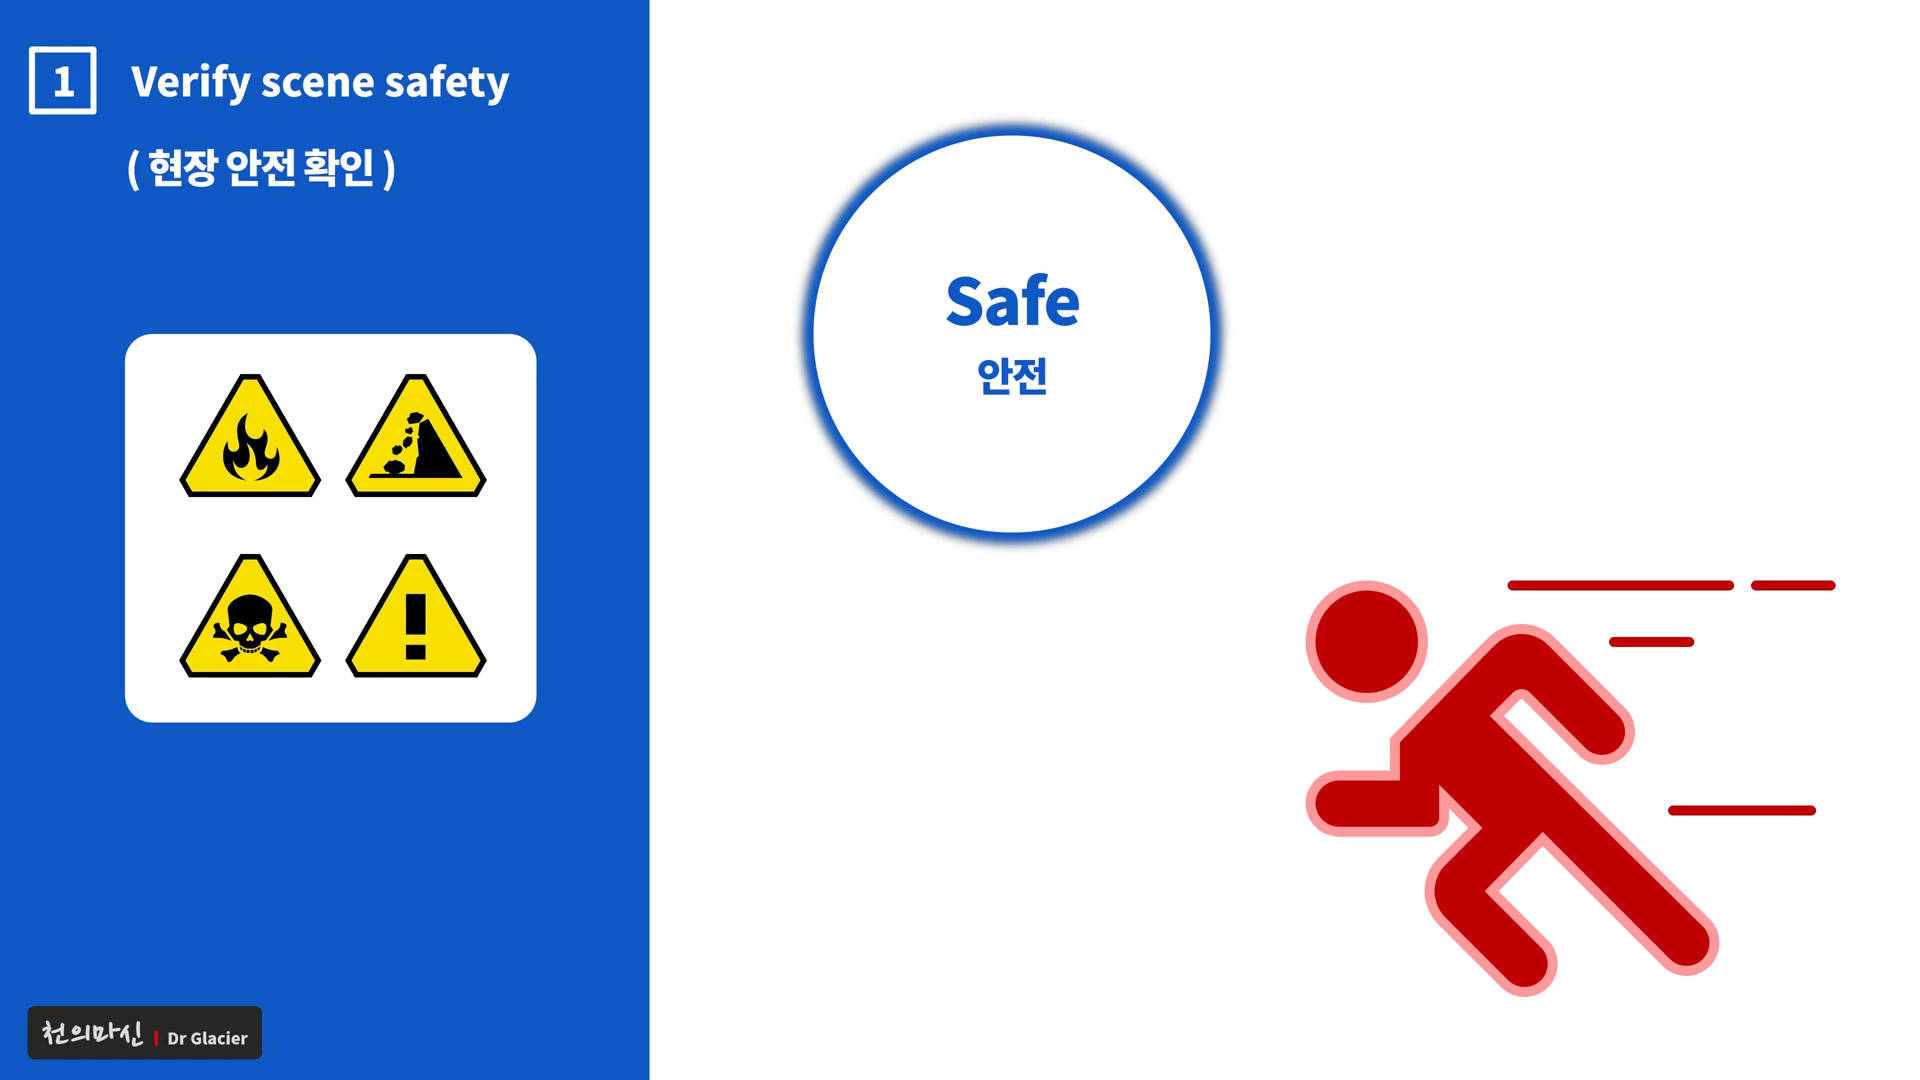 1 Verify scene safety
( 현장 안전 확인 )
Safe
안전
천의마신 | Dr Glacier